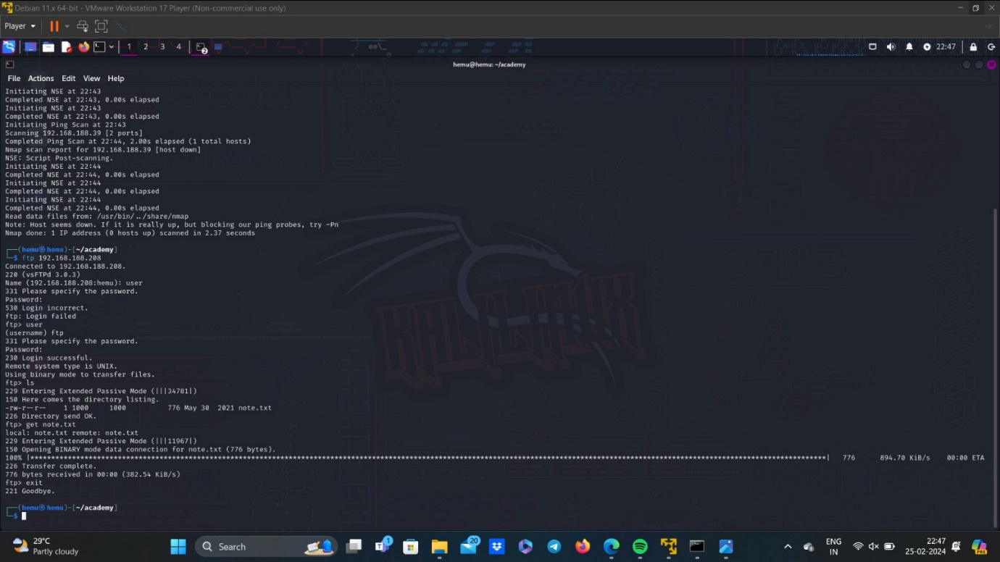 Debian 11.x 64-bit - VMware Workstation 17 Player (Non-commercial use only)
Player
1 2 3 4 2 22:47
hemu@hemu: ~/academy
File Actions Edit View Help
Initiating NSE at 22:43
Completed NSE at 22:43, 0.00s elapsed
Initiating NSE at 22:43
Completed NSE at 22:43, 0.00s elapsed
Initiating Ping Scan at 22:43
Scanning 192.168.188.39 [2 ports]
Completed Ping Scan at 22:44, 2.00s elapsed (1 total hosts)
Nmap scan report for 192.168.188.39 [host down]
NSE: Script Post-scanning.
Initiating NSE at 22:44
Completed NSE at 22:44, 0.00s elapsed
Initiating NSE at 22:44
Completed NSE at 22:44, 0.00s elapsed
Initiating NSE at 22:44
Completed NSE at 22:44, 0.00s elapsed
Read data files from: /usr/bin/../share/nmap
Note: Host seems down. If it is really up, but blocking our ping probes, try -Pn
Nmap done: 1 IP address (0 hosts up) scanned in 2.37 seconds
┌──(hemu㉿hemu)-[~/academy]
└─$ ftp 192.168.188.208
Connected to 192.168.188.208.
220 (vsFTPd 3.0.3)
Name (192.168.188.208:hemu): user
331 Please specify the password.
Password:
530 Login incorrect.
ftp: Login failed
ftp> user
(username) ftp
331 Please specify the password.
Password:
230 Login successful.
Remote system type is UNIX.
Using binary mode to transfer files.
ftp> ls
229 Entering Extended Passive Mode (|||34781|)
150 Here comes the directory listing.
-rw-r--r-- 1 1000 1000 776 May 30 2021 note.txt
226 Directory send OK.
ftp> get note.txt
local: note.txt remote: note.txt
229 Entering Extended Passive Mode (|||11967|)
150 Opening BINARY mode data connection for note.txt (776 bytes).
100% |***********************************************************************************************************************| 776 894.70 KiB/s 00:00 ETA
226 Transfer complete.
776 bytes received in 00:00 (382.54 KiB/s)
ftp> exit
221 Goodbye.
┌──(hemu㉿hemu)-[~/academy]
└─$
KALI LINUX
29°C
Partly cloudy
Search
1
20
ENG
IN
22:47
25-02-2024
PRE